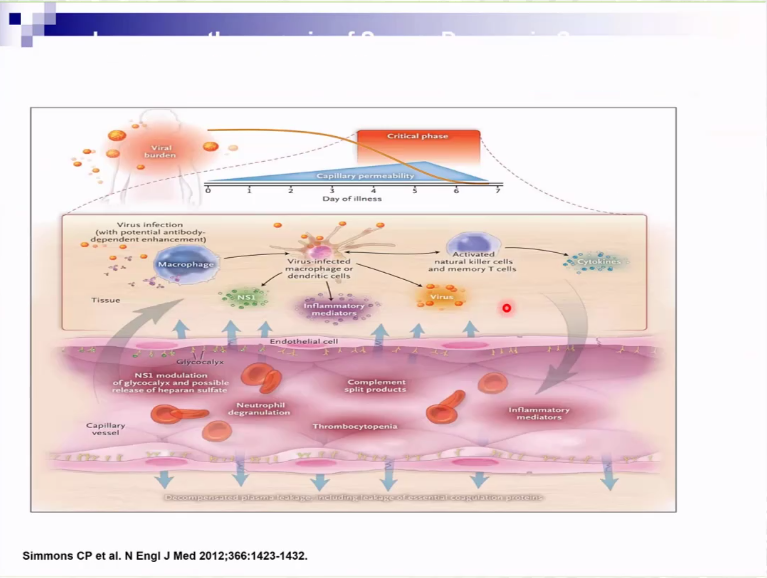 Viral
burden
Critical phase
Capillary permeability
0 1 2 3 4 5 6 7
Day of illness
Virus infection
(with potential antibody-
dependent enhancement)
Macrophage
Virus-infected
macrophage or
dendritic cells
Activated
natural killer cells
and memory T cells
Cytokines
Tissue
NS1
Inflammatory
mediators
Virus
Endothelial cell
Glycocalyx
NS1 modulation
of glycocalyx and possible
release of heparan sulfate
Neutrophil
degranulation
Complement
split products
Inflammatory
mediators
Capillary
vessel
Thrombocytopenia
Decompensated plasma leakage, including leakage of essential coagulation proteins
Simmons CP et al. N Engl J Med 2012;366:1423-1432.